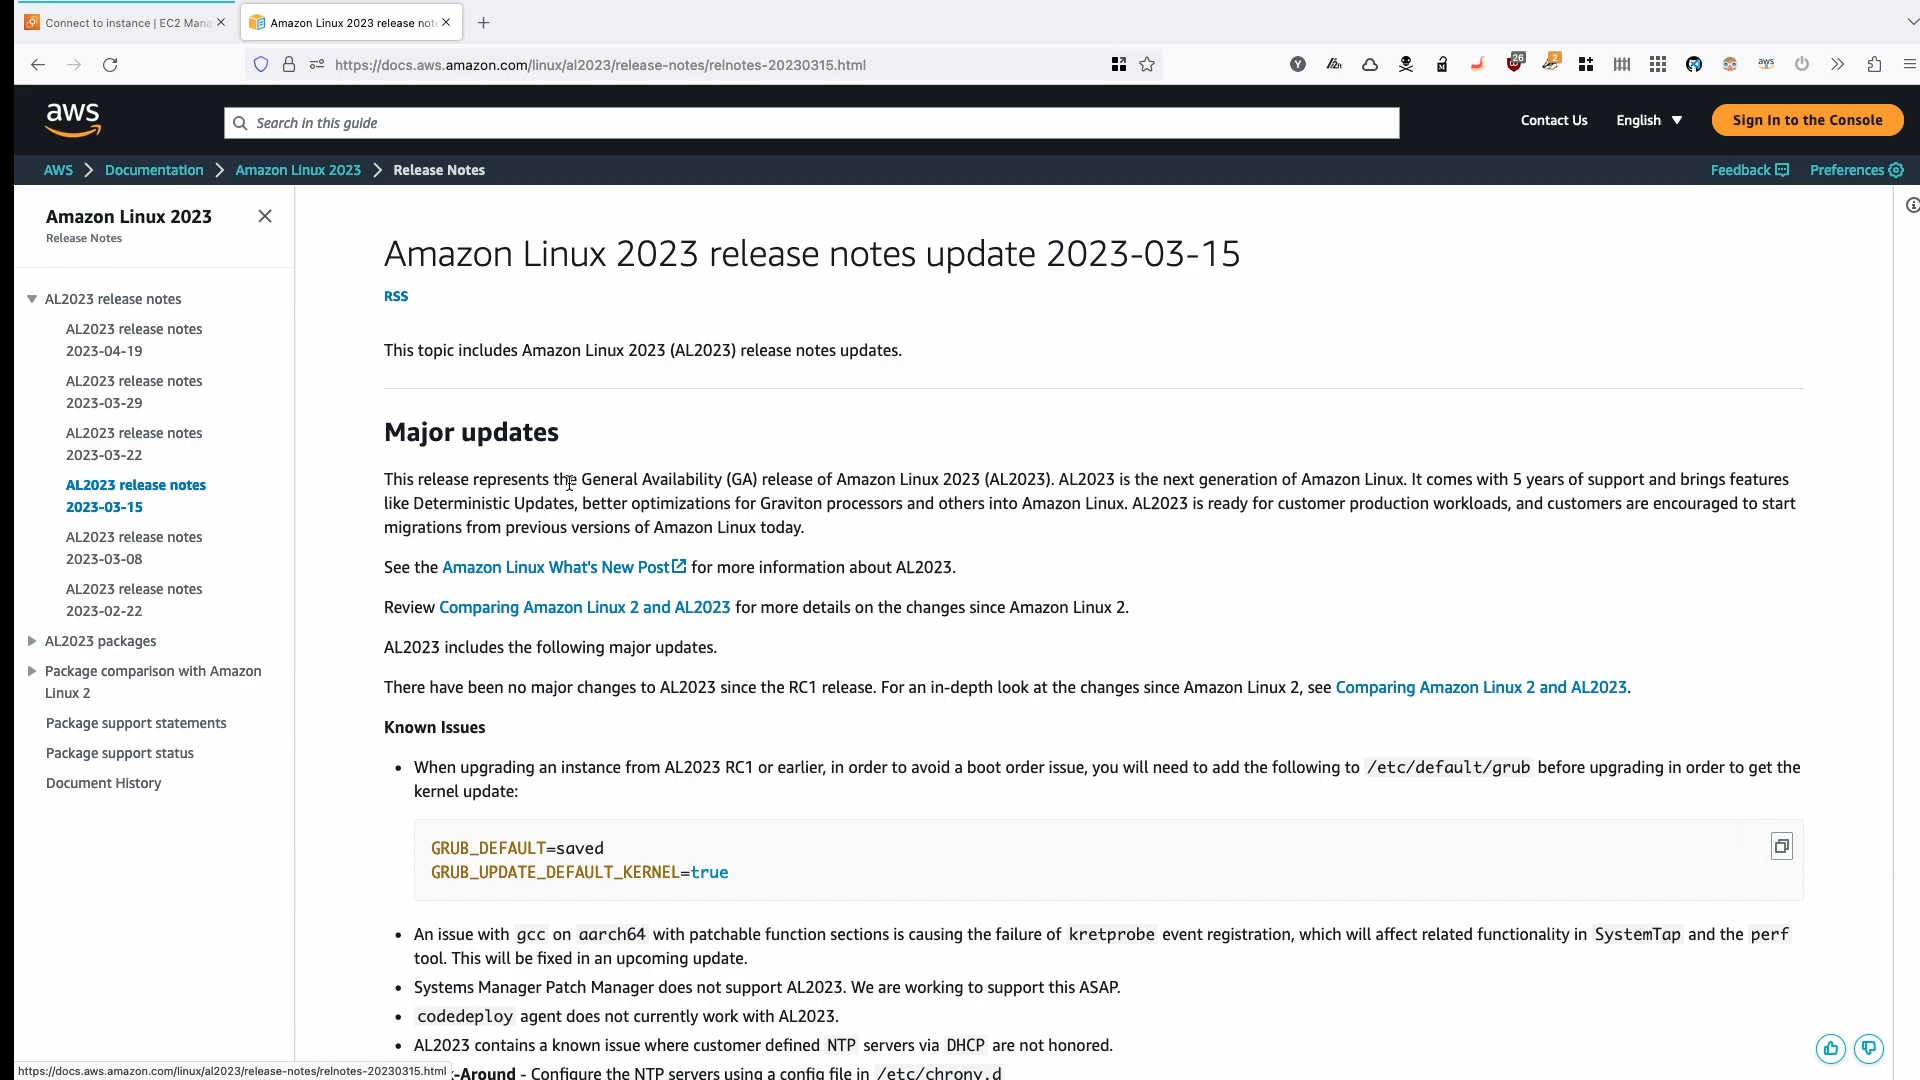 Connect to instance | EC2 Mana
Amazon Linux 2023 release note
https://docs.aws.amazon.com/linux/al2023/release-notes/relnotes-20230315.html
26
2
aws
aws
Search in this guide
Contact Us
English
Sign In to the Console
AWS
Documentation
Amazon Linux 2023
Release Notes
Feedback
Preferences
Amazon Linux 2023
Release Notes
AL2023 release notes
AL2023 release notes
2023-04-19
AL2023 release notes
2023-03-29
AL2023 release notes
2023-03-22
AL2023 release notes
2023-03-15
AL2023 release notes
2023-03-08
AL2023 release notes
2023-02-22
AL2023 packages
Package comparison with Amazon
Linux 2
Package support statements
Package support status
Document History
Amazon Linux 2023 release notes update 2023-03-15
RSS
This topic includes Amazon Linux 2023 (AL2023) release notes updates.
Major updates
This release represents the General Availability (GA) release of Amazon Linux 2023 (AL2023). AL2023 is the next generation of Amazon Linux. It comes with 5 years of support and brings features
like Deterministic Updates, better optimizations for Graviton processors and others into Amazon Linux. AL2023 is ready for customer production workloads, and customers are encouraged to start
migrations from previous versions of Amazon Linux today.
See the Amazon Linux What's New Post for more information about AL2023.
Review Comparing Amazon Linux 2 and AL2023 for more details on the changes since Amazon Linux 2.
AL2023 includes the following major updates.
There have been no major changes to AL2023 since the RC1 release. For an in-depth look at the changes since Amazon Linux 2, see Comparing Amazon Linux 2 and AL2023.
Known Issues
• When upgrading an instance from AL2023 RC1 or earlier, in order to avoid a boot order issue, you will need to add the following to /etc/default/grub before upgrading in order to get the
kernel update:
GRUB_DEFAULT=saved
GRUB_UPDATE_DEFAULT_KERNEL=true
• An issue with gcc on aarch64 with patchable function sections is causing the failure of kretprobe event registration, which will affect related functionality in SystemTap and the perf
tool. This will be fixed in an upcoming update.
• Systems Manager Patch Manager does not support AL2023. We are working to support this ASAP.
• codedeploy agent does not currently work with AL2023.
• AL2023 contains a known issue where customer defined NTP servers via DHCP are not honored.
-Around - Configure the NTP servers using a config file in /etc/chrony.d
https://docs.aws.amazon.com/linux/al2023/release-notes/relnotes-20230315.html